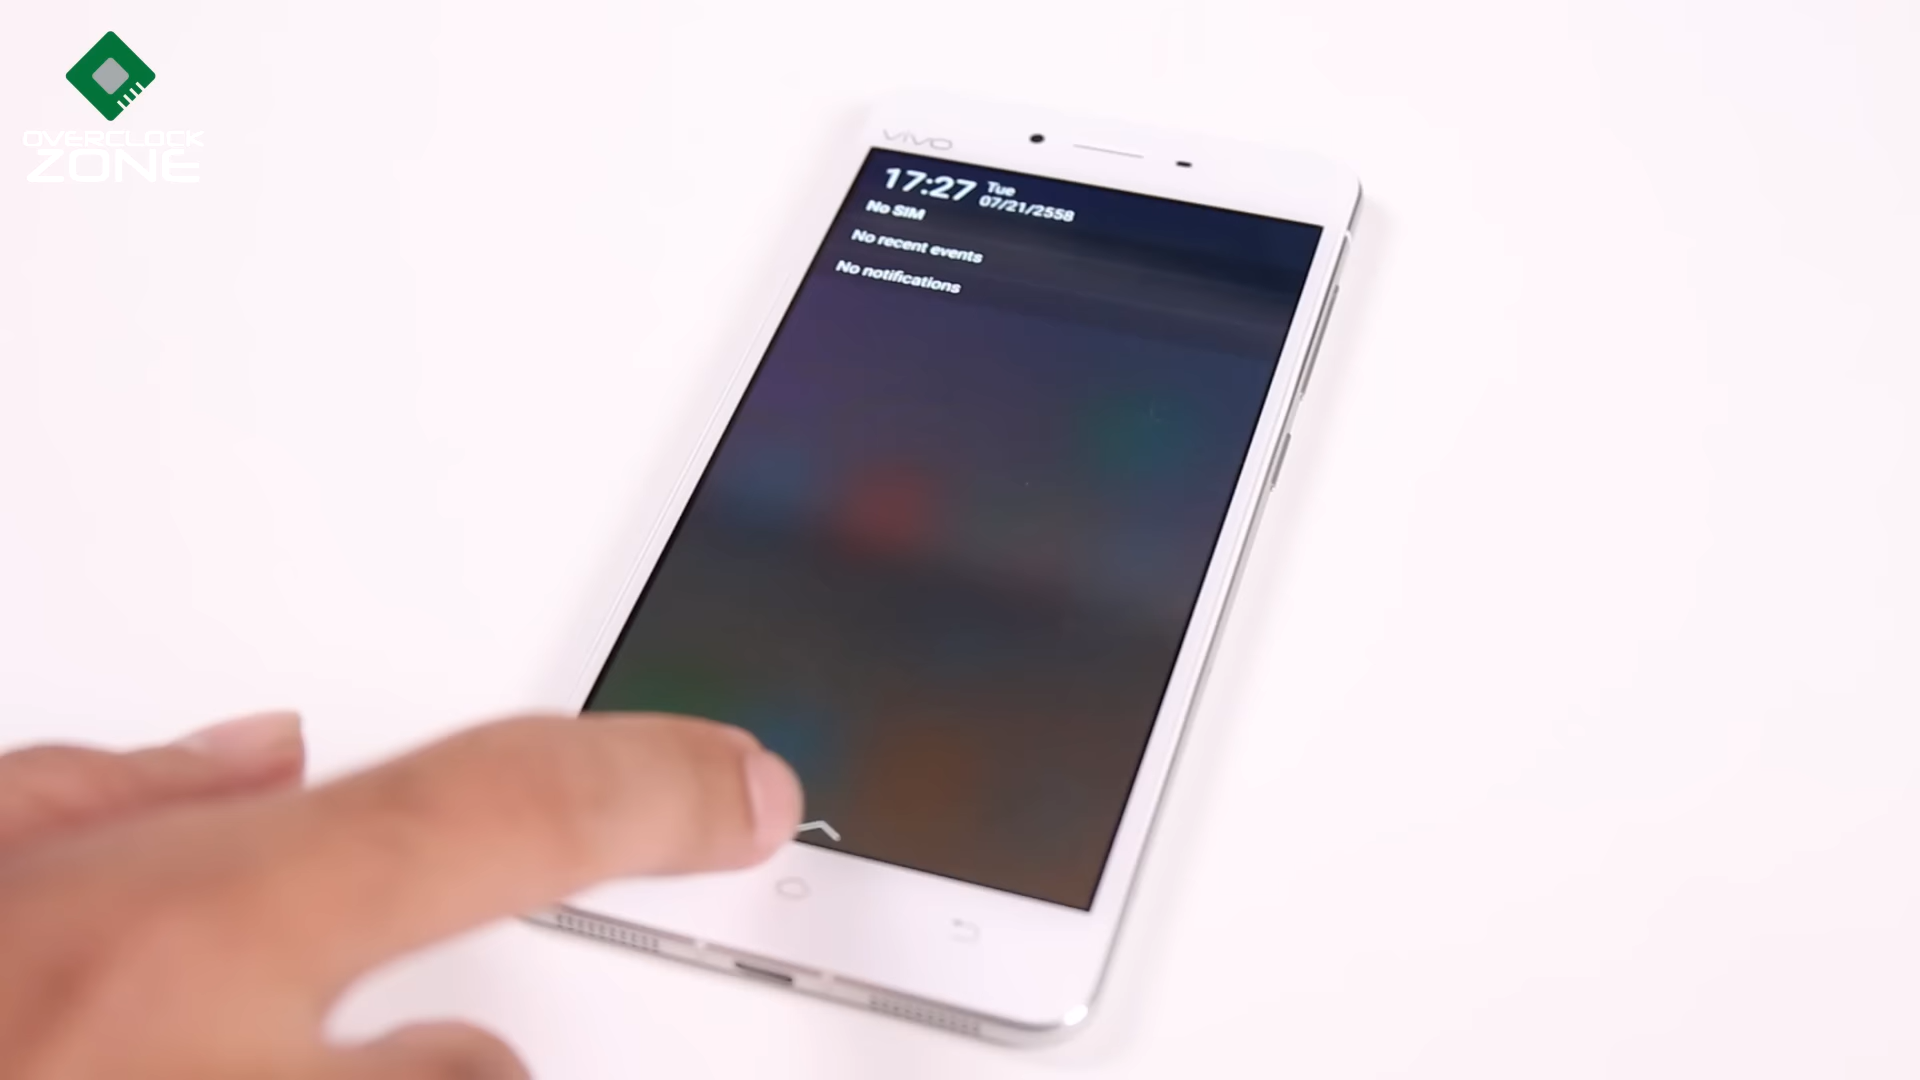 OVERCLOCK
ZONE
vivo
17:27 Tue
07/21/2558
No SIM
No recent events
No notifications